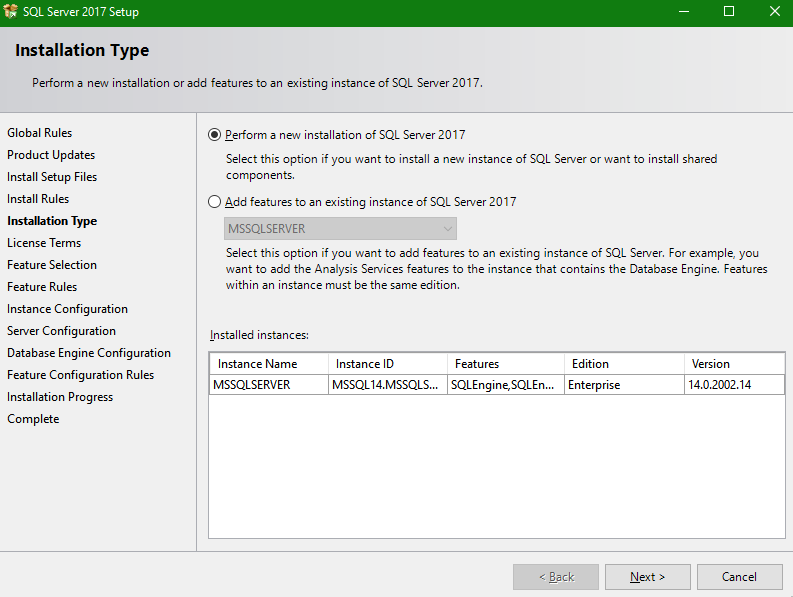 SQL Server 2017 Setup
Installation Type
Perform a new installation or add features to an existing instance of SQL Server 2017.
Global Rules
Product Updates
Install Setup Files
Install Rules
Installation Type
License Terms
Feature Selection
Feature Rules
Instance Configuration
Server Configuration
Database Engine Configuration
Feature Configuration Rules
Installation Progress
Complete
Perform a new installation of SQL Server 2017
Select this option if you want to install a new instance of SQL Server or want to install shared
components.
Add features to an existing instance of SQL Server 2017
MSSQLSERVER
Select this option if you want to add features to an existing instance of SQL Server. For example, you
want to add the Analysis Services features to the instance that contains the Database Engine. Features
within an instance must be the same edition.
Installed instances:
Instance Name Instance ID Features Edition Version
MSSQLSERVER MSSQL14.MSSQLS... SQLEngine,SQLEn... Enterprise 14.0.2002.14
< Back Next > Cancel